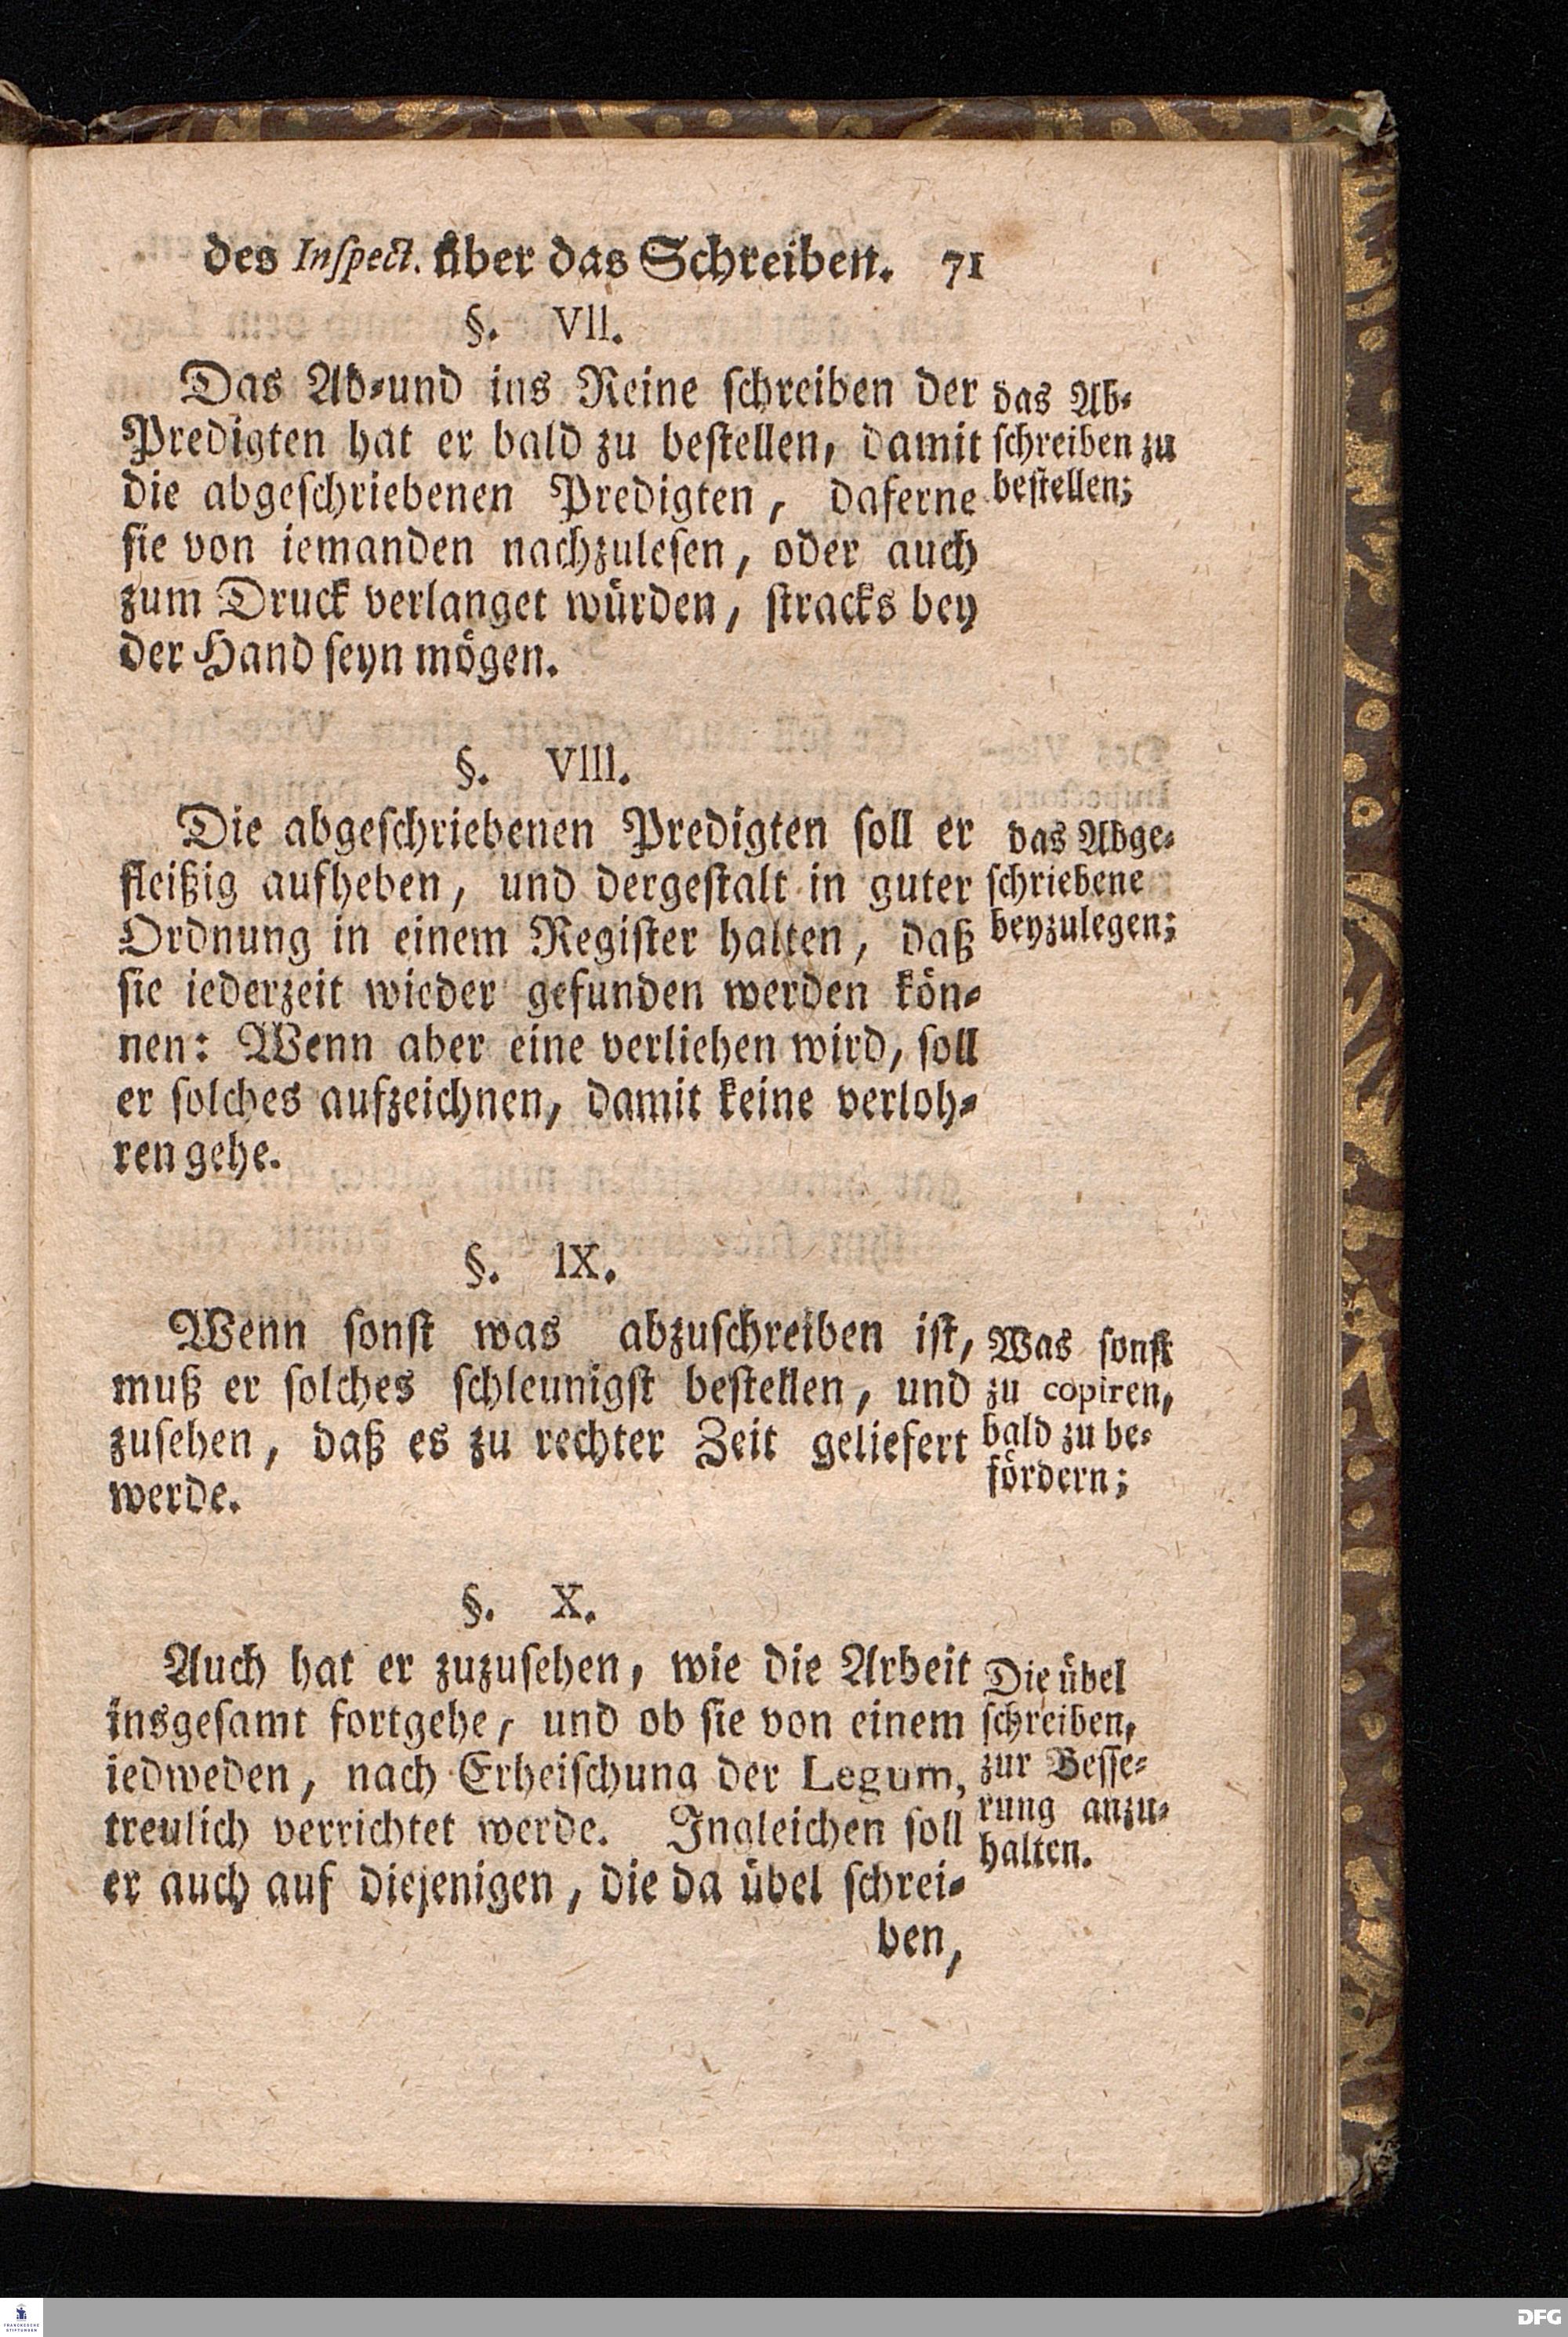 des Inſpect. über das Schreiben. 71
§. VII.
Das Ab⸗und ins Reine ſchreiben der
Predigten hat er bald zu beſtellen, damit
die abgeſchriebenen Predigten, daferne
ſie von iemanden nachzuleſen, oder auch
zum Druck verlanget würden, ſtracks bey
der Hand ſeyn mögen.
das Ab⸗
ſchreiben zu
beſtellen;
§. VIII.
Die abgeſchriebenen Predigten ſoll er
fleißig aufheben, und dergeſtalt in guter
Ordnung in einem Regiſter halten, daß
ſie iederzeit wieder gefunden werden kön⸗
nen: Wenn aber eine verliehen wird, ſoll
er ſolches aufzeichnen, damit keine verloh⸗
ren gehe.
das Abge⸗
ſchriebene
beyzulegen;
§. IX.
Wenn ſonſt was abzuſchreiben iſt,
muß er ſolches ſchleunigſt beſtellen, und
zuſehen, daß es zu rechter Zeit geliefert
werde.
Was ſonſt
zu copiren,
bald zu be⸗
fördern;
§. X.
Auch hat er zuzuſehen, wie die Arbeit
insgeſamt fortgehe, und ob ſie von einem
iedweden, nach Erheiſchung der Legum,
treulich verrichtet werde. Ingleichen ſoll
er auch auf diejenigen, die da übel ſchrei⸗
ben,
Die übel
ſchreiben,
zur Beſſe⸗
rung anzu⸗
halten.
FRANCKESCHE
STIFTUNGEN
DFG